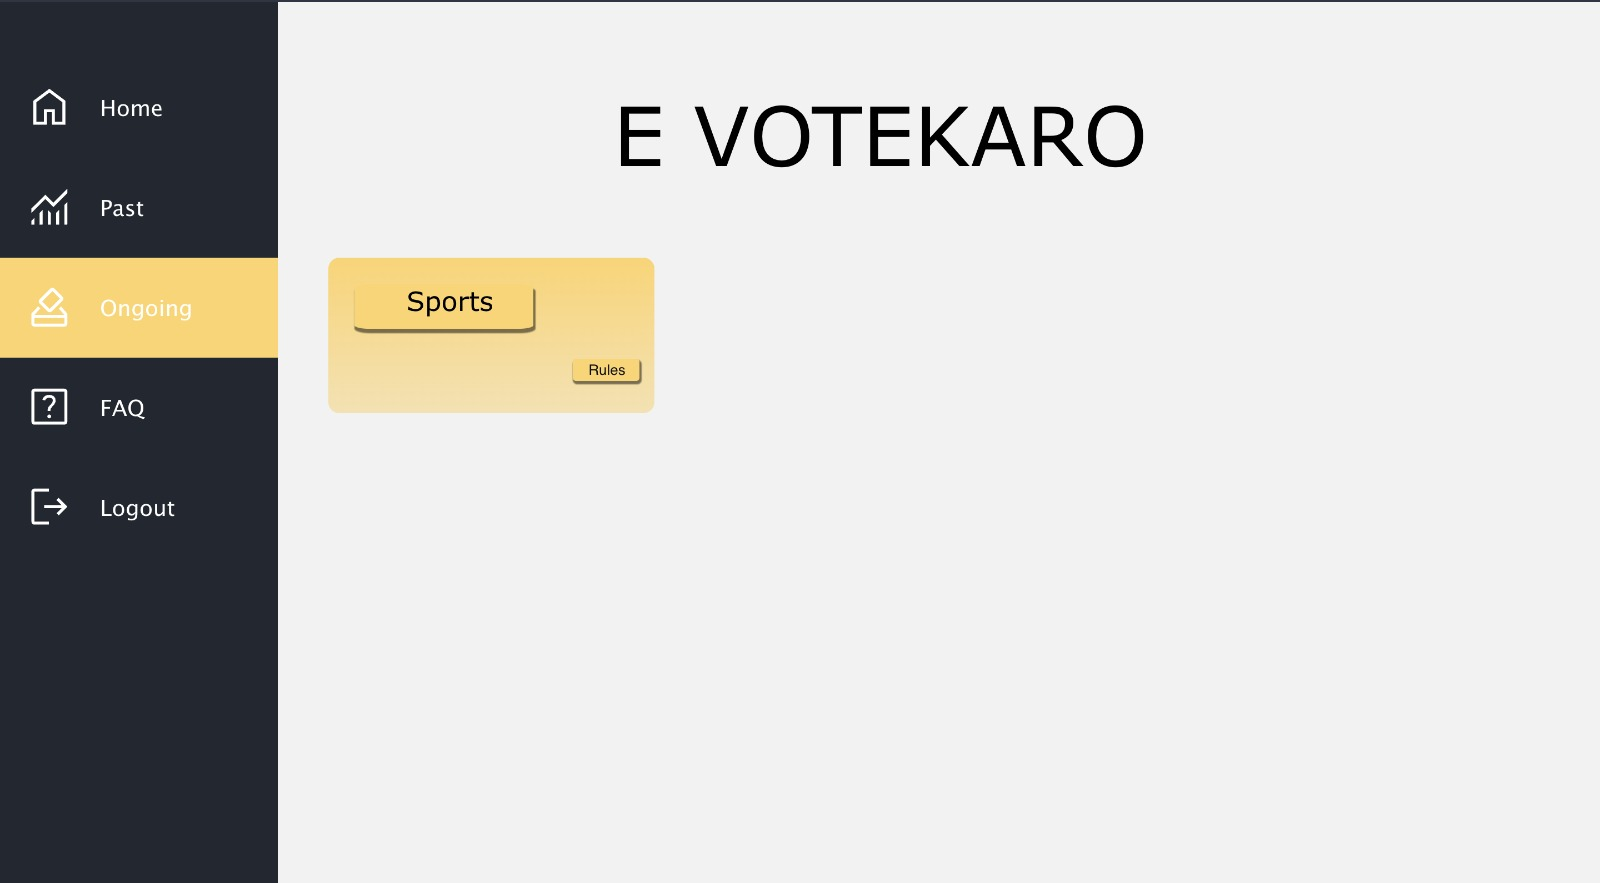 Home
Past
Ongoing
FAQ
Logout
E VOTEKARO
Sports
Rules